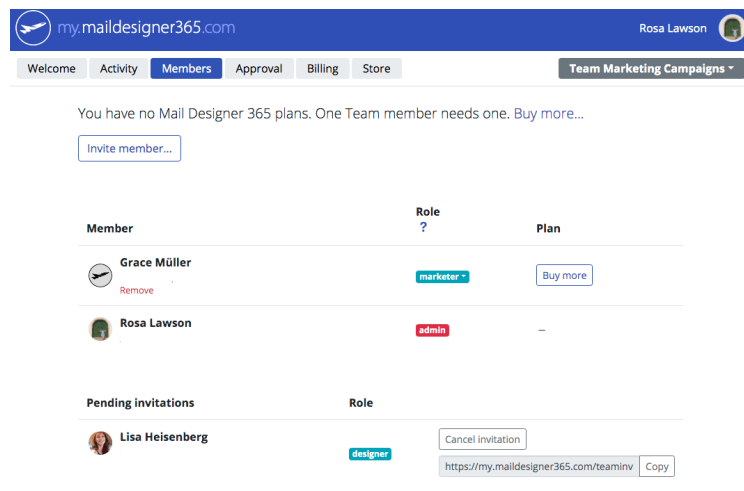 my.maildesigner365.com
Rosa Lawson
Welcome Activity Members Approval Billing Store
Team Marketing Campaigns
You have no Mail Designer 365 plans. One Team member needs one. Buy more...
Invite member...
Member Role ? Plan
Grace Müller
Remove
marketer
Buy more
Rosa Lawson
admin
–
Pending invitations Role
Lisa Heisenberg
designer
Cancel invitation
https://my.maildesigner365.com/teaminv Copy